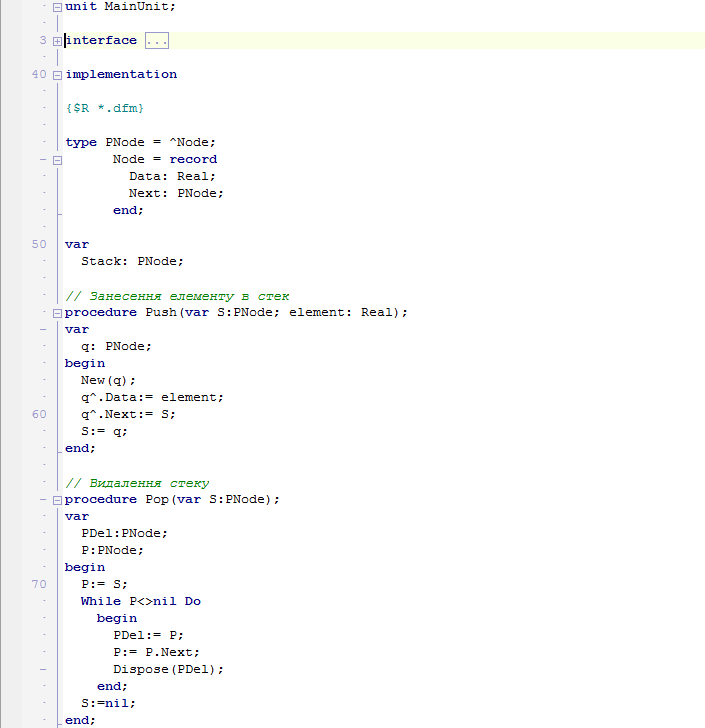 unit MainUnit;
3 interface ...
40 implementation
{$R *.dfm}
type PNode = ^Node;
Node = record
Data: Real;
Next: PNode;
end;
50 var
Stack: PNode;
// Занесення елементу в стек
procedure Push(var S:PNode; element: Real);
var
q: PNode;
begin
New(q);
q^.Data:= element;
60 q^.Next:= S;
S:= q;
end;
// Видалення стеку
procedure Pop(var S:PNode);
var
PDel:PNode;
P:PNode;
begin
70 P:= S;
While P<>nil Do
begin
PDel:= P;
P:= P.Next;
Dispose(PDel);
end;
S:=nil;
end;